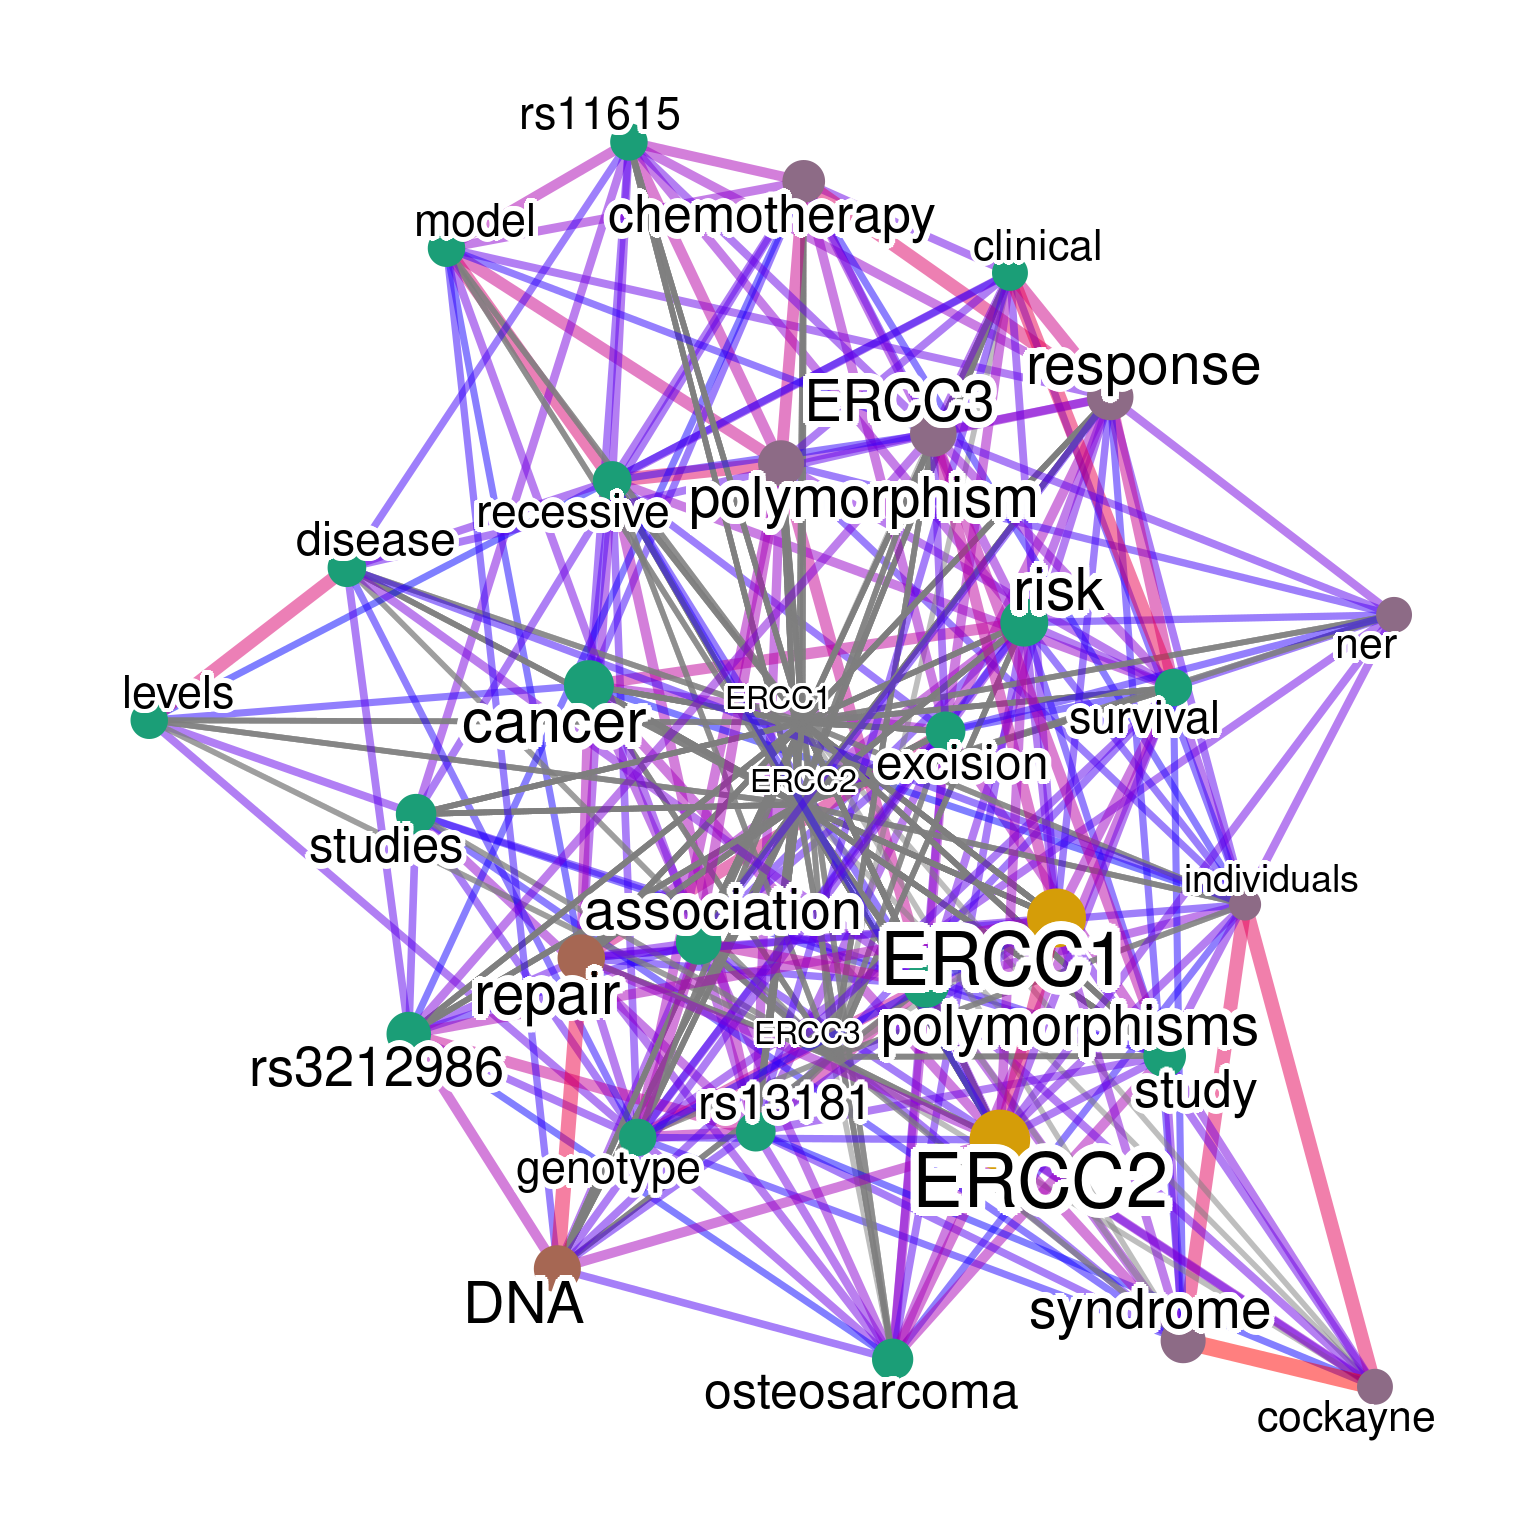 rs11615
model
chemotherapy
clinical
response
ERCC3
polymorphism
recessive
disease
risk
ner
levels
cancer
ERCC1
survival
excision
ERCC2
studies
individuals
association
ERCC1
repair
polymorphisms
ERCC3
rs3212986
study
rs13181
genotype
ERCC2
DNA
syndrome
osteosarcoma
cockayne